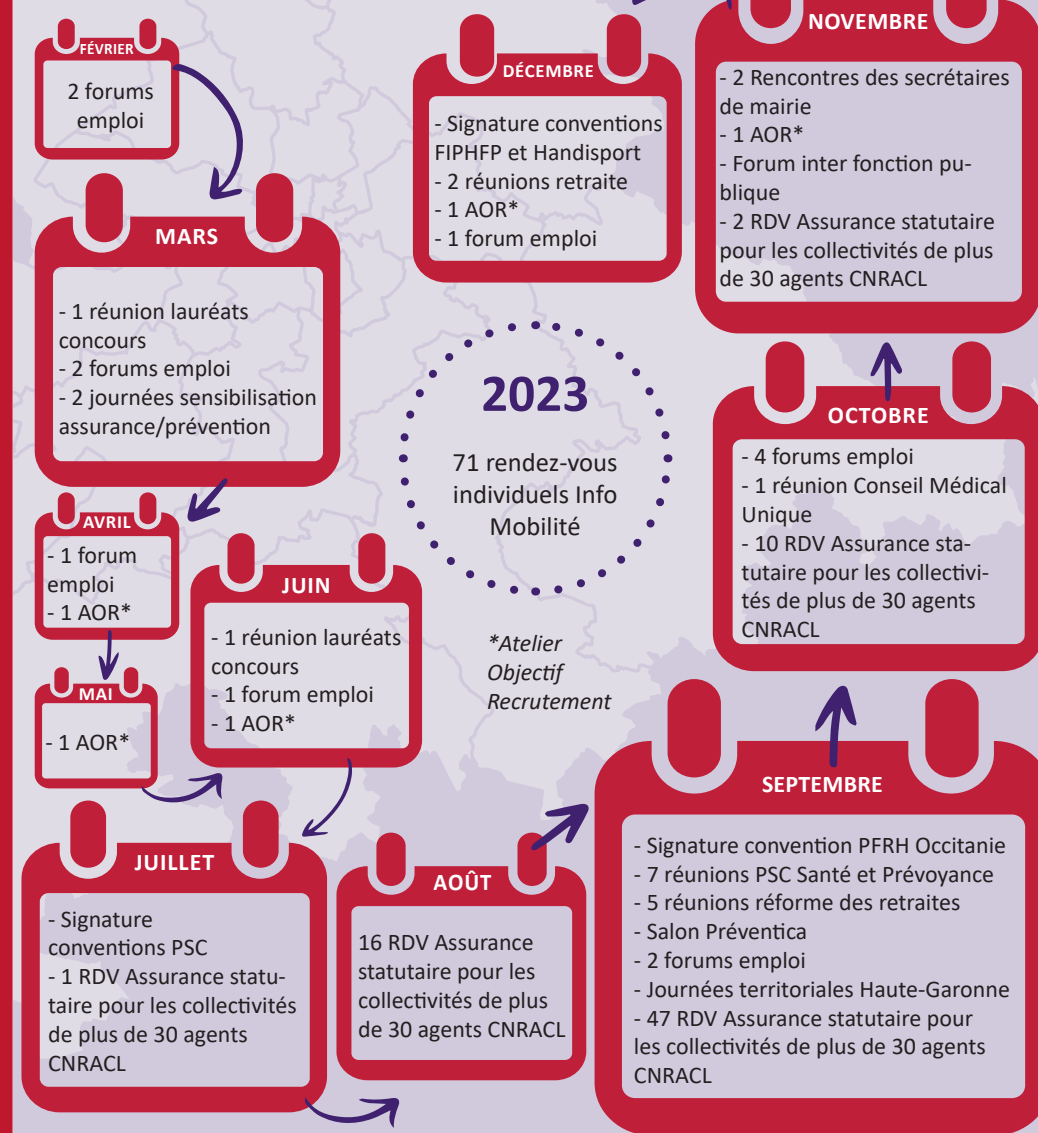 FÉVRIER
2 forums
emploi
MARS
- 1 réunion lauréats
concours
- 2 forums emploi
- 2 journées sensibilisation
assurance/prévention
AVRIL
- 1 forum
emploi
- 1 AOR*
MAI
- 1 AOR*
JUIN
- 1 réunion lauréats
concours
- 1 forum emploi
- 1 AOR*
JUILLET
- Signature
conventions PSC
- 1 RDV Assurance statu-
taire pour les collectivités
de plus de 30 agents
CNRACL
AOÛT
16 RDV Assurance
statutaire pour les
collectivités de plus
de 30 agents CNRACL
SEPTEMBRE
- Signature convention PFRH Occitanie
- 7 réunions PSC Santé et Prévoyance
- 5 réunions réforme des retraites
- Salon Préventica
- 2 forums emploi
- Journées territoriales Haute-Garonne
- 47 RDV Assurance statutaire pour
les collectivités de plus de 30 agents
CNRACL
OCTOBRE
- 4 forums emploi
- 1 réunion Conseil Médical
Unique
- 10 RDV Assurance sta-
tutaire pour les collectivi-
tés de plus de 30 agents
CNRACL
NOVEMBRE
- 2 Rencontres des secrétaires
de mairie
- 1 AOR*
- Forum inter fonction pu-
blique
- 2 RDV Assurance statutaire
pour les collectivités de plus
de 30 agents CNRACL
DÉCEMBRE
- Signature conventions
FIPHFP et Handisport
- 2 réunions retraite
- 1 AOR*
- 1 forum emploi
2023
71 rendez-vous
individuels Info
Mobilité
*Atelier
Objectif
Recrutement